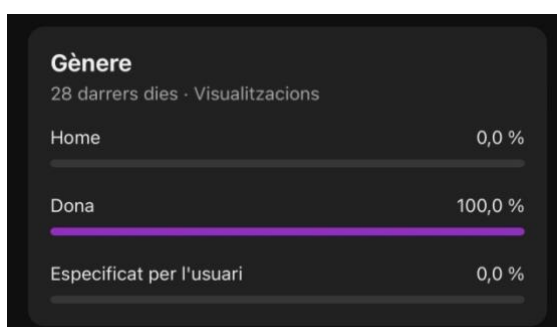 Gènere
28 darrers dies · Visualitzacions
Home 0,0 %
Dona 100,0 %
Especificat per l'usuari 0,0 %